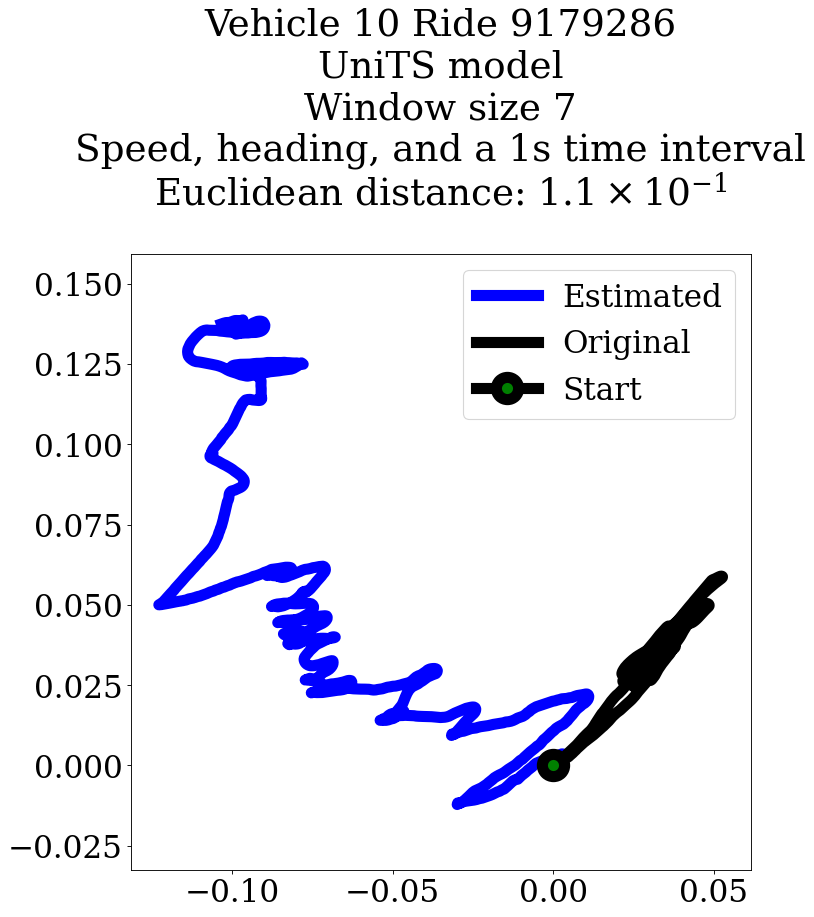 Vehicle 10 Ride 9179286
UniTS model
Window size 7
Speed, heading, and a 1s time interval
Euclidean distance: 1.1 × 10⁻¹
Estimated
Original
Start
0.150
0.125
0.100
0.075
0.050
0.025
0.000
−0.025
−0.10
−0.05
0.00
0.05